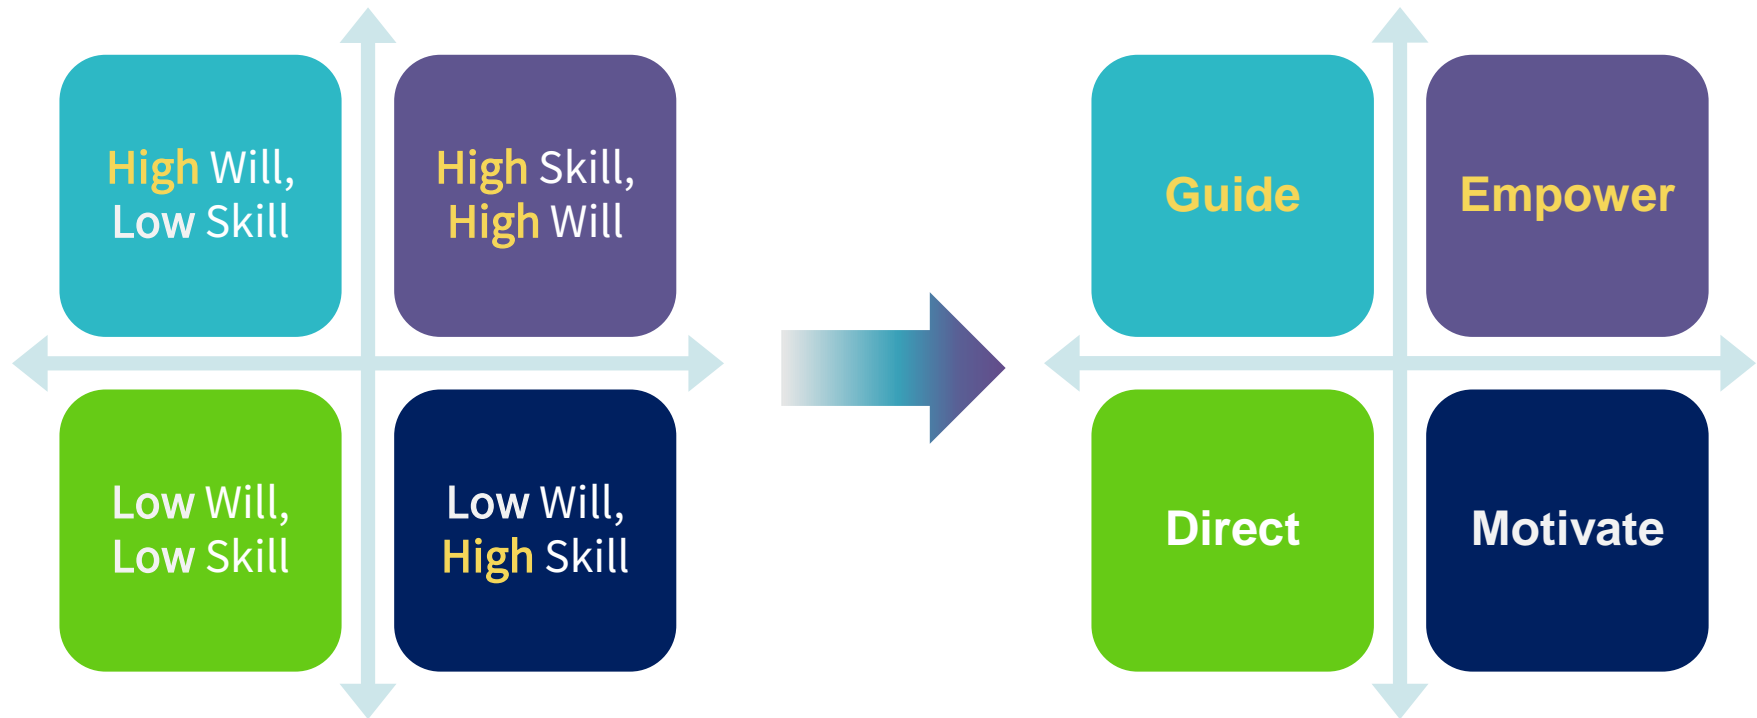 High Will,
Low Skill
High Skill,
High Will
Low Will,
Low Skill
Low Will,
High Skill
Guide
Empower
Direct
Motivate